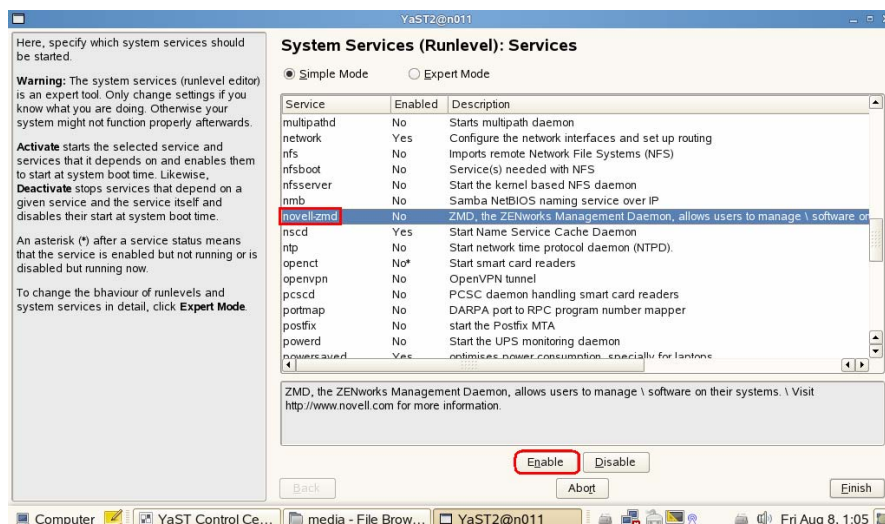 YaST2@n011
Here, specify which system services should
be started.
Warning: The system services (runlevel editor)
is an expert tool. Only change settings if you
know what you are doing. Otherwise your
system might not function properly afterwards.
Activate starts the selected service and
services that it depends on and enables them
to start at system boot time. Likewise,
Deactivate stops services that depend on a
given service and the service itself and
disables their start at system boot time.
An asterisk (*) after a service status means
that the service is enabled but not running or is
disabled but running now.
To change the bhaviour of runlevels and
system services in detail, click Expert Mode.
System Services (Runlevel): Services
Simple Mode Expert Mode
Service Enabled Description
multipathd No Starts multipath daemon
network Yes Configure the network interfaces and set up routing
nfs No Imports remote Network File Systems (NFS)
nfsboot No Service(s) needed with NFS
nfsserver No Start the kernel based NFS daemon
nmb No Samba NetBIOS naming service over IP
novell-zmd No ZMD, the ZENworks Management Daemon, allows users to manage \ software on
nscd Yes Start Name Service Cache Daemon
ntp No Start network time protocol daemon (NTPD).
openct No* Start smart card readers
openvpn No OpenVPN tunnel
pcscd No PCSC daemon handling smart card readers
portmap No DARPA port to RPC program number mapper
postfix No start the Postfix MTA
powerd No Start the UPS monitoring daemon
powersaved Yes optimises power consumption, specially for laptops
ZMD, the ZENworks Management Daemon, allows users to manage \ software on their systems. \ Visit
http://www.novell.com for more information.
Enable Disable
Back Abort Finish
Computer YaST Control Ce... media - File Brow... YaST2@n011 Fri Aug 8, 1:05